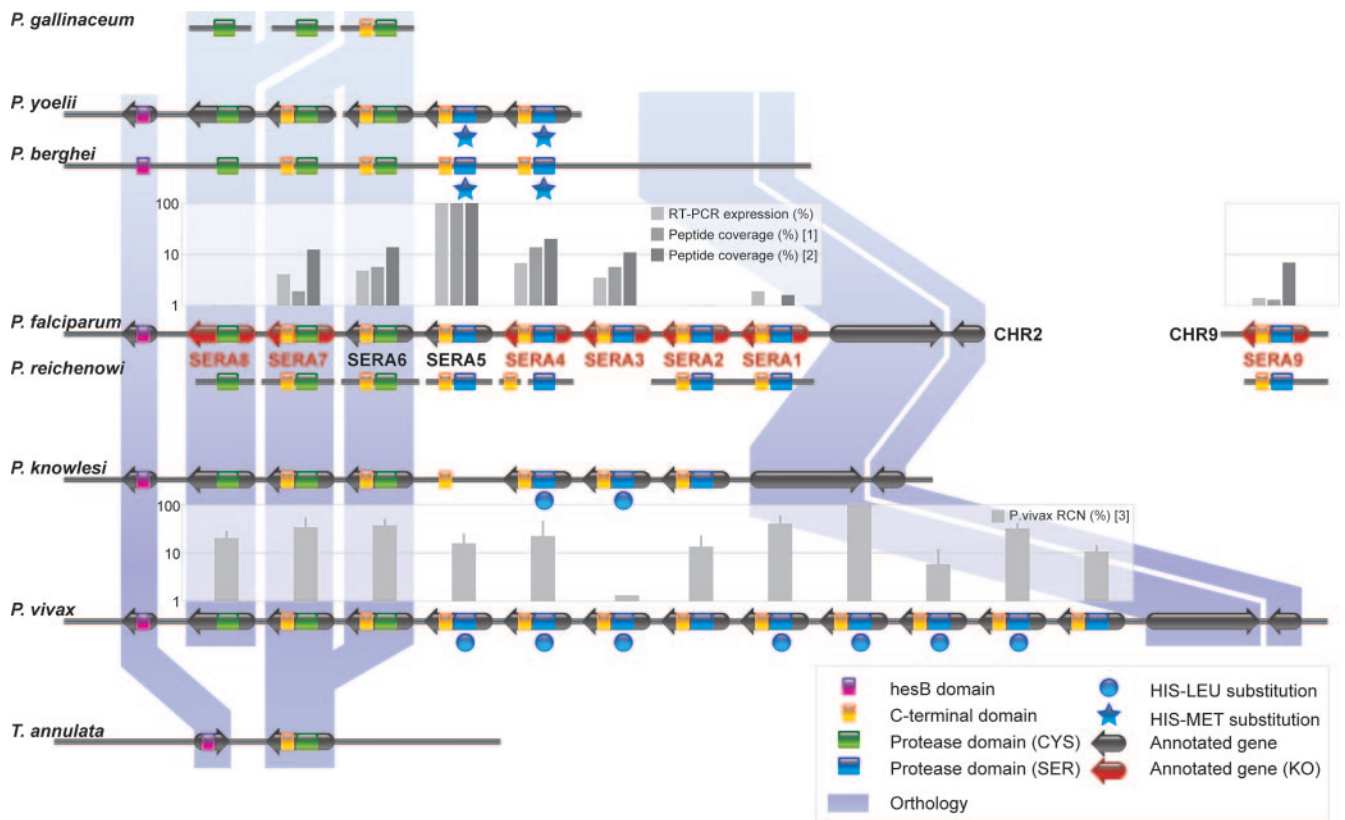 P. gallinaceum
P. yoelii
P. berghei
100
10
1
RT-PCR expression (%)
Peptide coverage (%) [1]
Peptide coverage (%) [2]
P. falciparum
CHR2
CHR9
SERA8 SERA7 SERA6 SERA5 SERA4 SERA3 SERA2 SERA1 SERA9
P. reichenowi
P. knowlesi
100
10
1
P.vivax RCN (%) [3]
P. vivax
T. annulata
hesB domain
C-terminal domain
Protease domain (CYS)
Protease domain (SER)
Orthology
HIS-LEU substitution
HIS-MET substitution
Annotated gene
Annotated gene (KO)